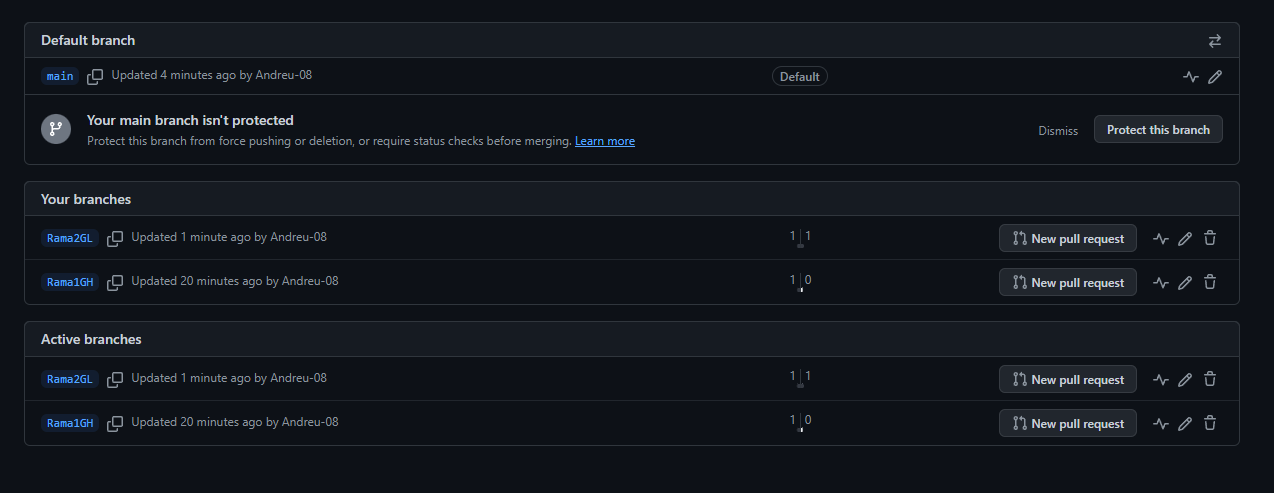 Default branch
main Updated 4 minutes ago by Andreu-08 Default
Your main branch isn't protected
Protect this branch from force pushing or deletion, or require status checks before merging. Learn more
Dismiss Protect this branch
Your branches
Rama2GL Updated 1 minute ago by Andreu-08 1 1 New pull request
Rama1GH Updated 20 minutes ago by Andreu-08 1 0 New pull request
Active branches
Rama2GL Updated 1 minute ago by Andreu-08 1 1 New pull request
Rama1GH Updated 20 minutes ago by Andreu-08 1 0 New pull request